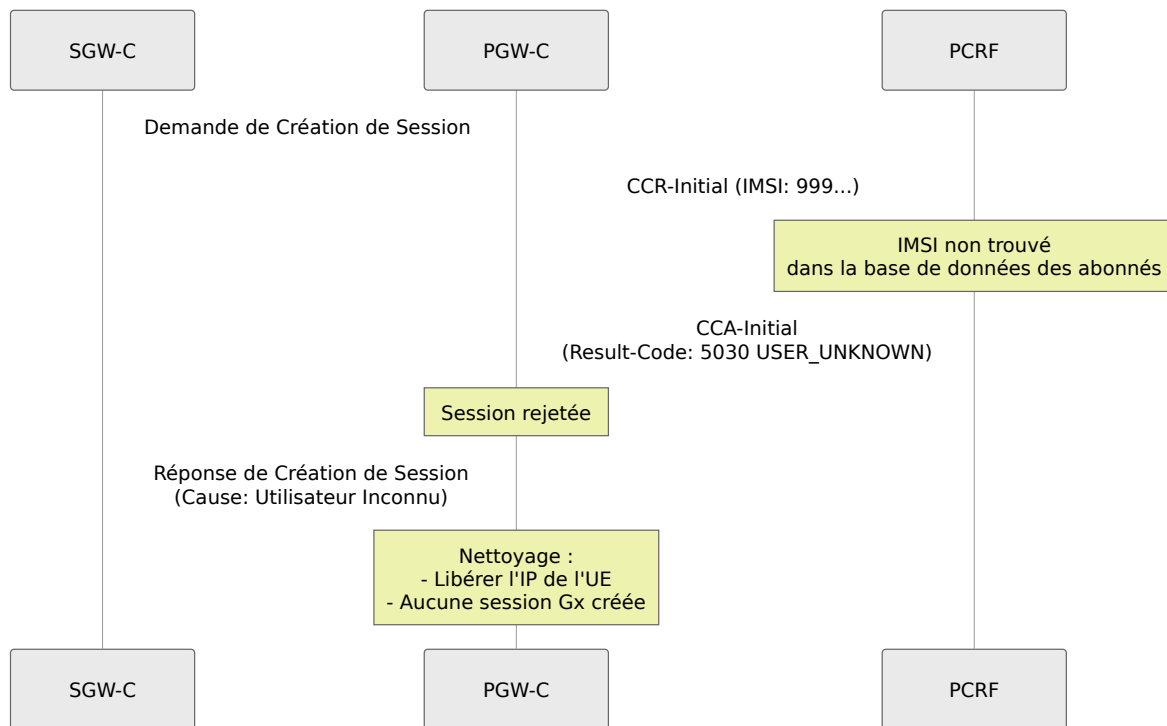 SGW-C
PGW-C
PCRF
Demande de Création de Session
CCR-Initial (IMSI: 999...)
IMSI non trouvé
dans la base de données des abonnés
CCA-Initial
(Result-Code: 5030 USER_UNKNOWN)
Session rejetée
Réponse de Création de Session
(Cause: Utilisateur Inconnu)
Nettoyage :
- Libérer l'IP de l'UE
- Aucune session Gx créée
SGW-C
PGW-C
PCRF